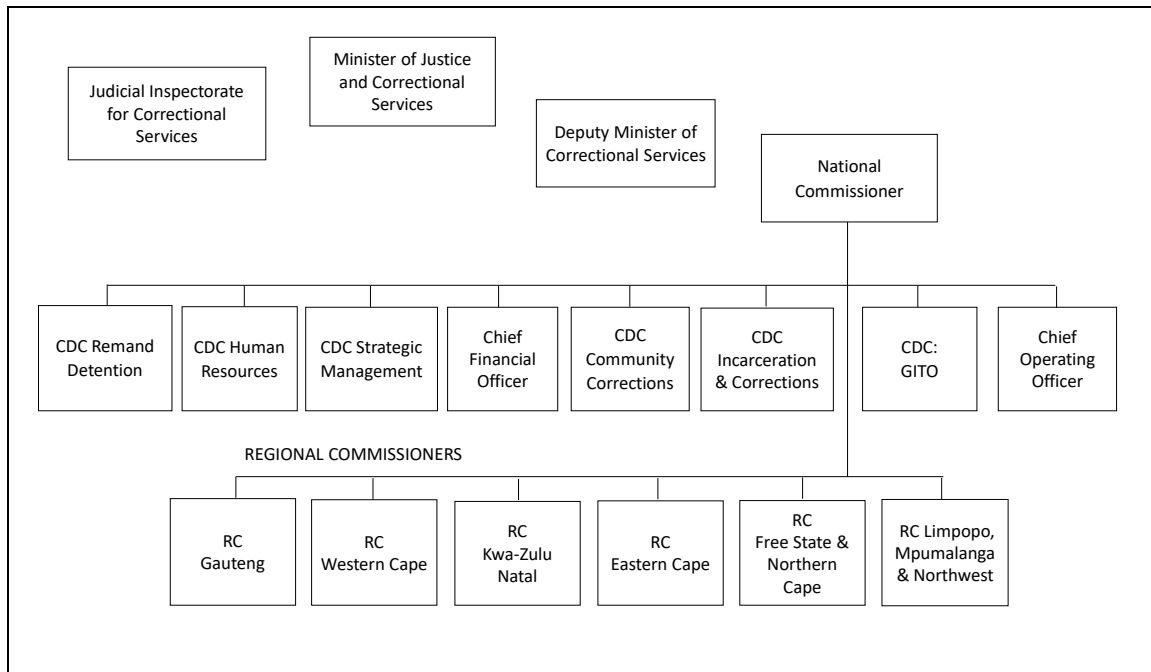 Judicial Inspectorate
for Correctional
Services
Minister of Justice
and Correctional
Services
Deputy Minister of
Correctional Services
National
Commissioner
CDC Remand
Detention
CDC Human
Resources
CDC Strategic
Management
Chief
Financial
Officer
CDC
Community
Corrections
CDC
Incarceration
& Corrections
CDC:
GITO
Chief
Operating
Officer
REGIONAL COMMISSIONERS
RC
Gauteng
RC
Western Cape
RC
Kwa-Zulu
Natal
RC
Eastern Cape
RC
Free State &
Northern
Cape
RC Limpopo,
Mpumalanga
& Northwest